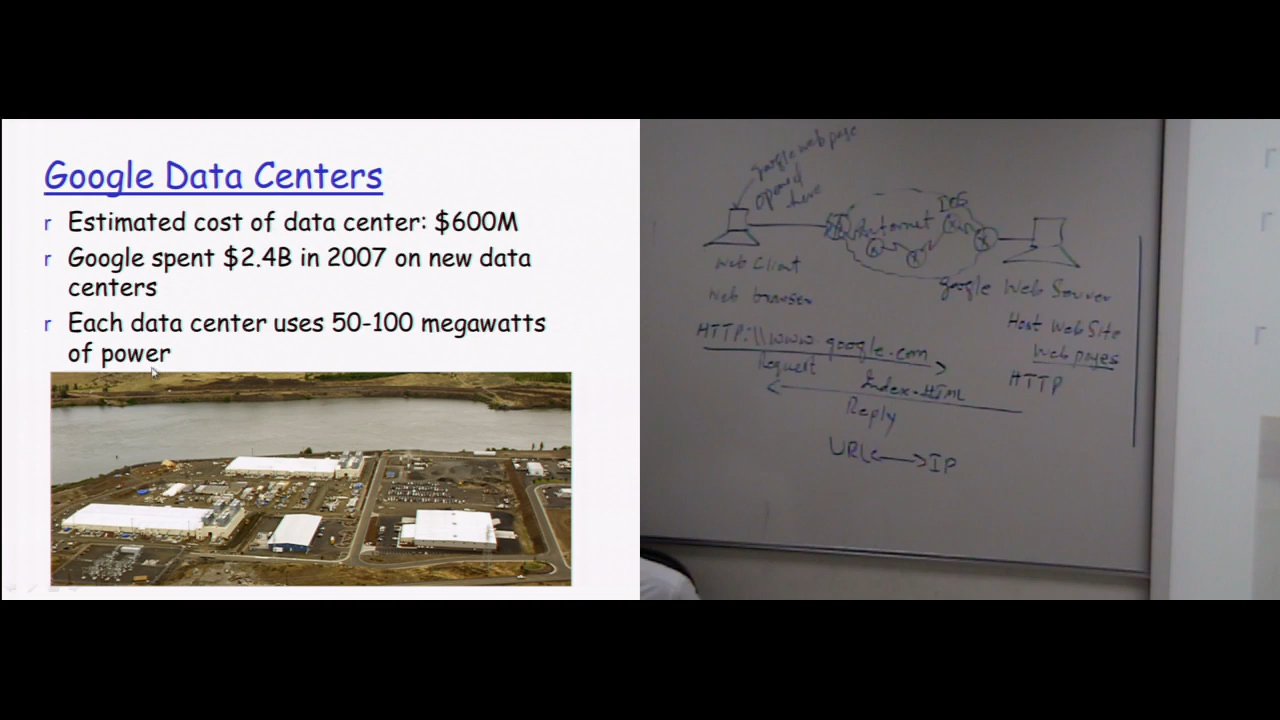 Google Data Centers
r Estimated cost of data center: $600M
r Google spent $2.4B in 2007 on new data
centers
r Each data center uses 50-100 megawatts
of power
google web page
opened
here
Internet
Web Client
Web browser
google Web Server
Host Web Site
Web pages
HTTP
HTTP:\\www.google.com
Request
Index.HTML
Reply
URL <-> IP